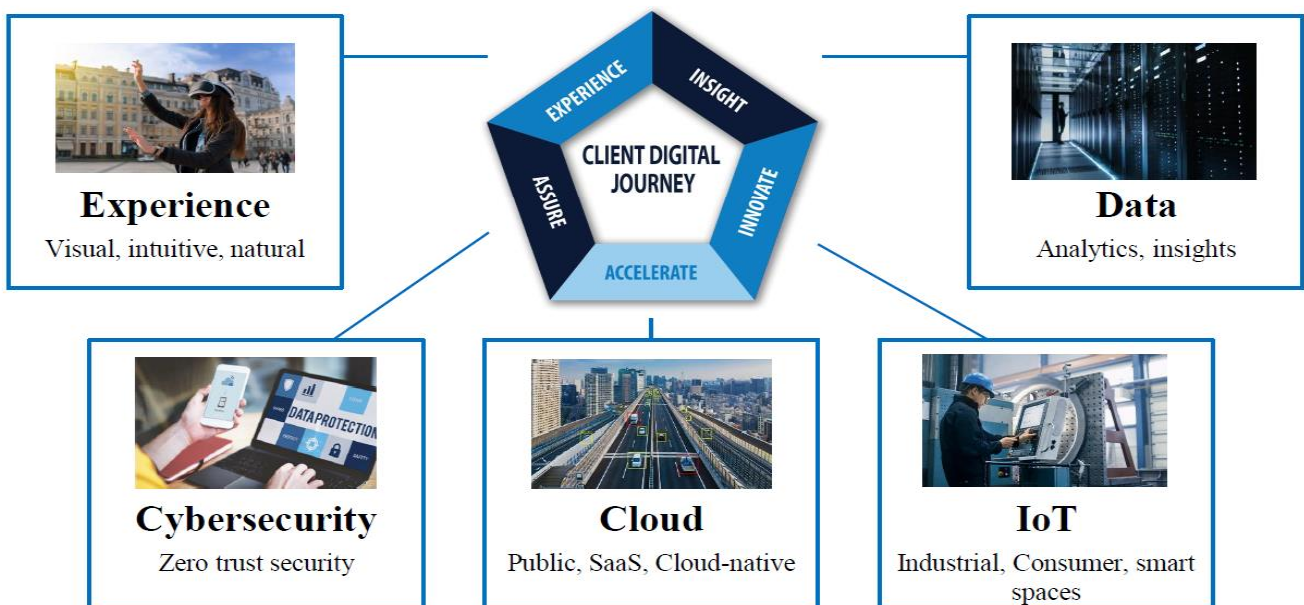 EXPERIENCE
INSIGHT
CLIENT DIGITAL
JOURNEY
ASSURE
INNOVATE
ACCELERATE
Experience
Visual, intuitive, natural
Data
Analytics, insights
DATA PROTECTION
Cybersecurity
Zero trust security
Cloud
Public, SaaS, Cloud-native
IoT
Industrial, Consumer, smart
spaces